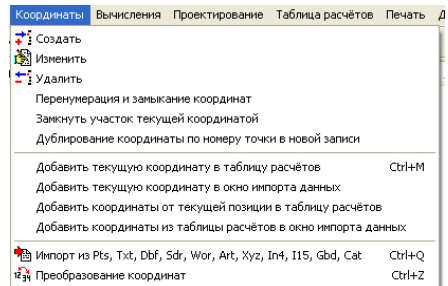 Координаты Вычисления Проектирование Таблица расчётов Печать Д
Создать
Изменить
Удалить
Перенумерация и замыкание координат
Замкнуть участок текущей координатой
Дублирование координаты по номеру точки в новой записи
Добавить текущую координату в таблицу расчётов Ctrl+M
Добавить текущую координату в окно импорта данных
Добавить координаты от текущей позиции в таблицу расчётов
Добавить координаты из таблицы расчётов в окно импорта данных
Импорт из Pts, Txt, Dbf, Sdr, Wor, Art, Xyz, In4, I15, Gbd, Cat Ctrl+Q
Преобразование координат Ctrl+Z